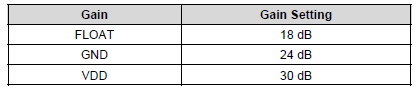 Gain Gain Setting
FLOAT 18 dB
GND 24 dB
VDD 30 dB